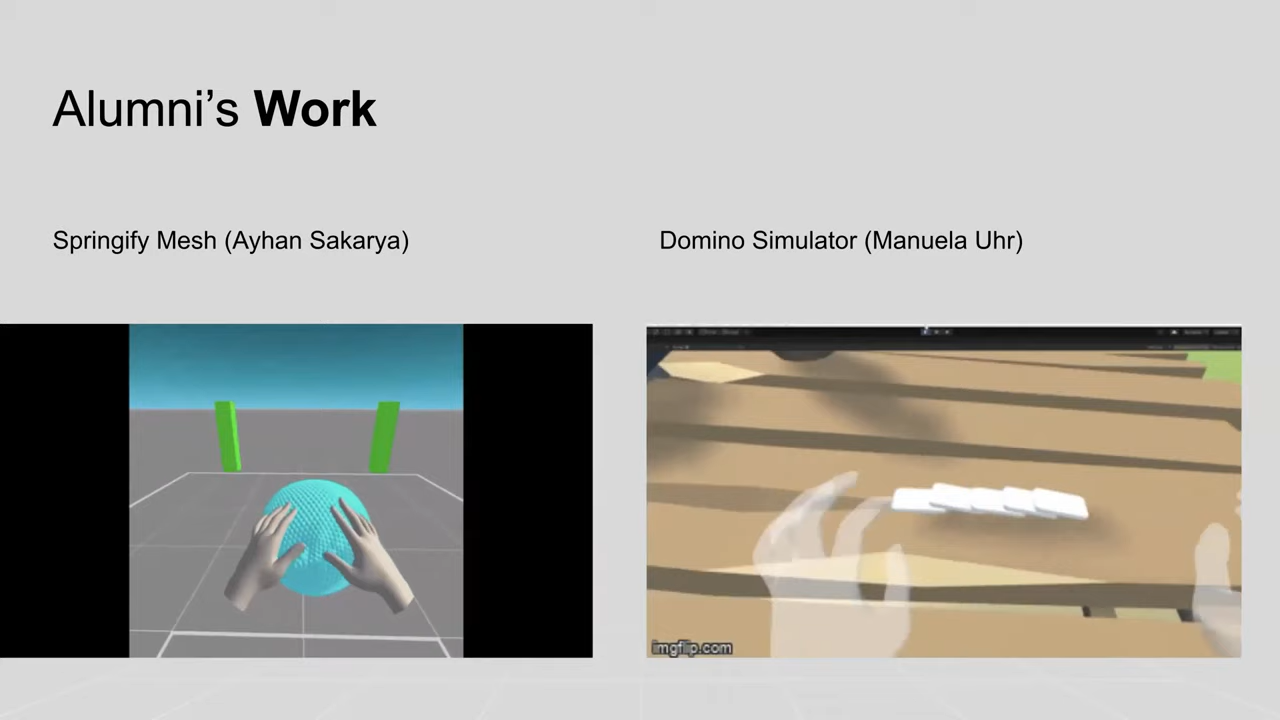 Alumni’s Work
Springify Mesh (Ayhan Sakarya)
Domino Simulator (Manuela Uhr)
imgflip.com